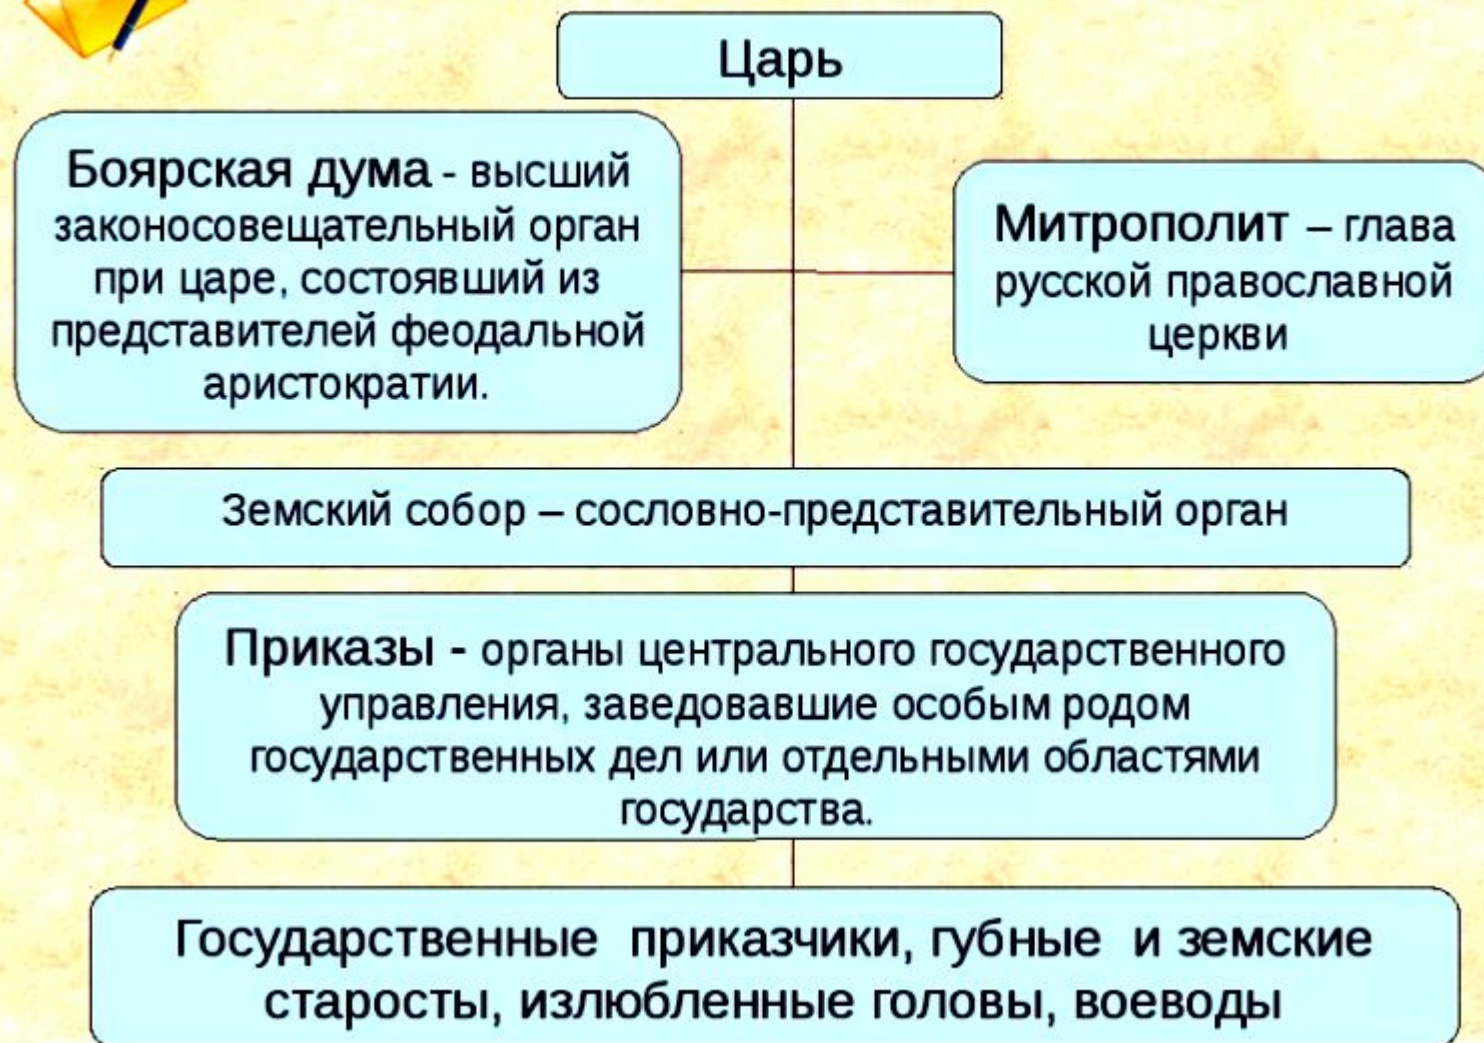 Царь
Боярская дума - высший
законосовещательный орган
при царе, состоявший из
представителей феодальной
аристократии.
Митрополит – глава
русской православной
церкви
Земский собор – сословно-представительный орган
Приказы - органы центрального государственного
управления, заведовавшие особым родом
государственных дел или отдельными областями
государства.
Государственные приказчики, губные и земские
старосты, излюбленные головы, воеводы